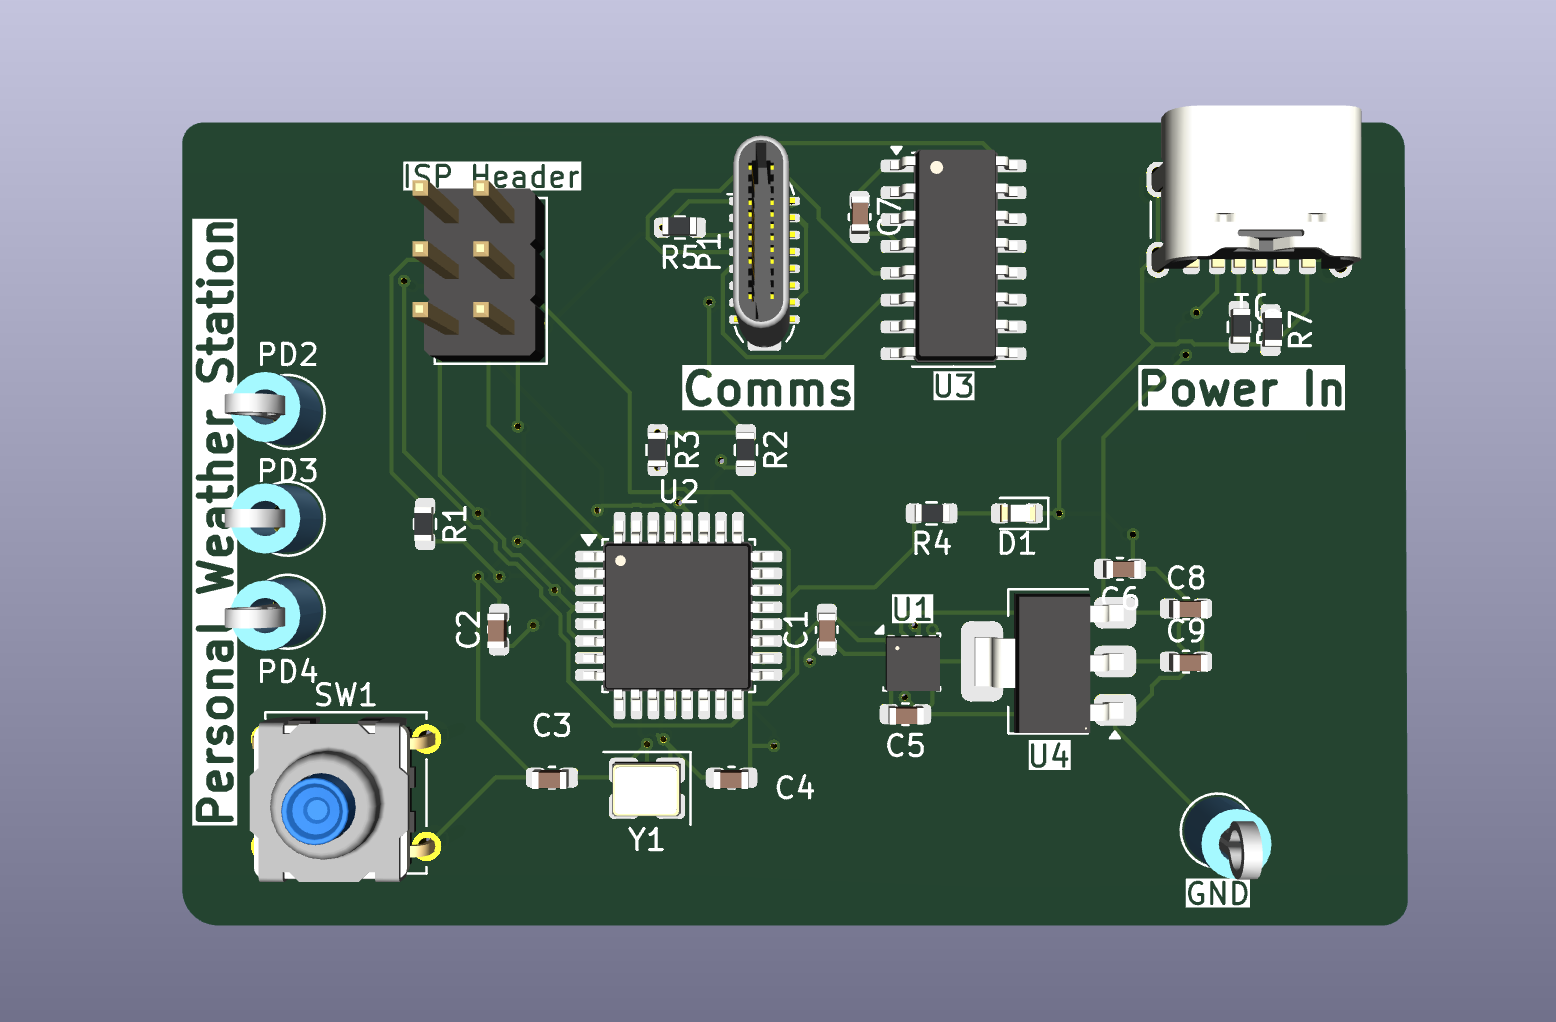 ISP Header
Personal Weather Station
PD2
PD3
PD4
SW1
R5
P1
C7
U3
R7
Comms
Power In
R3
R2
U2
R1
R4
D1
C2
C1
U1
C8
C6
C9
C5
U4
C3
C4
Y1
GND